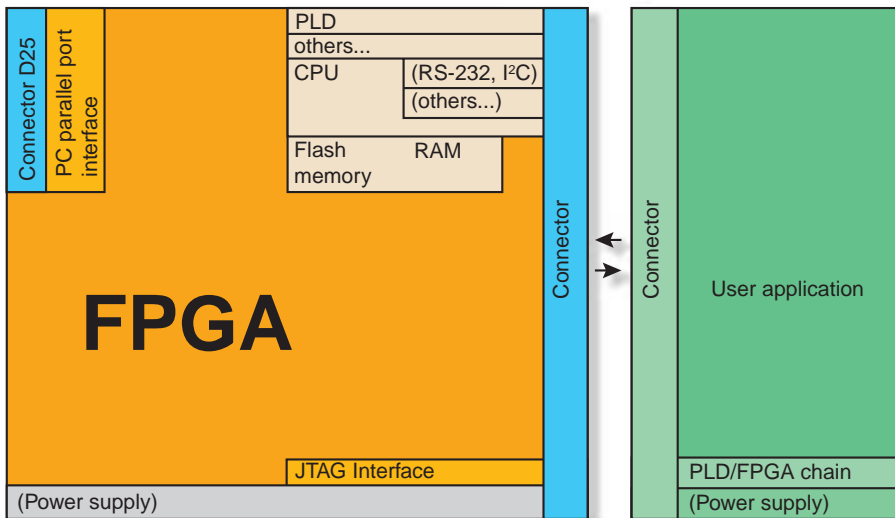 Connector D25
PC parallel port
interface
PLD
others...
CPU
(RS-232, I²C)
(others...)
Flash
memory
RAM
FPGA
JTAG Interface
(Power supply)
Connector
Connector
User application
PLD/FPGA chain
(Power supply)